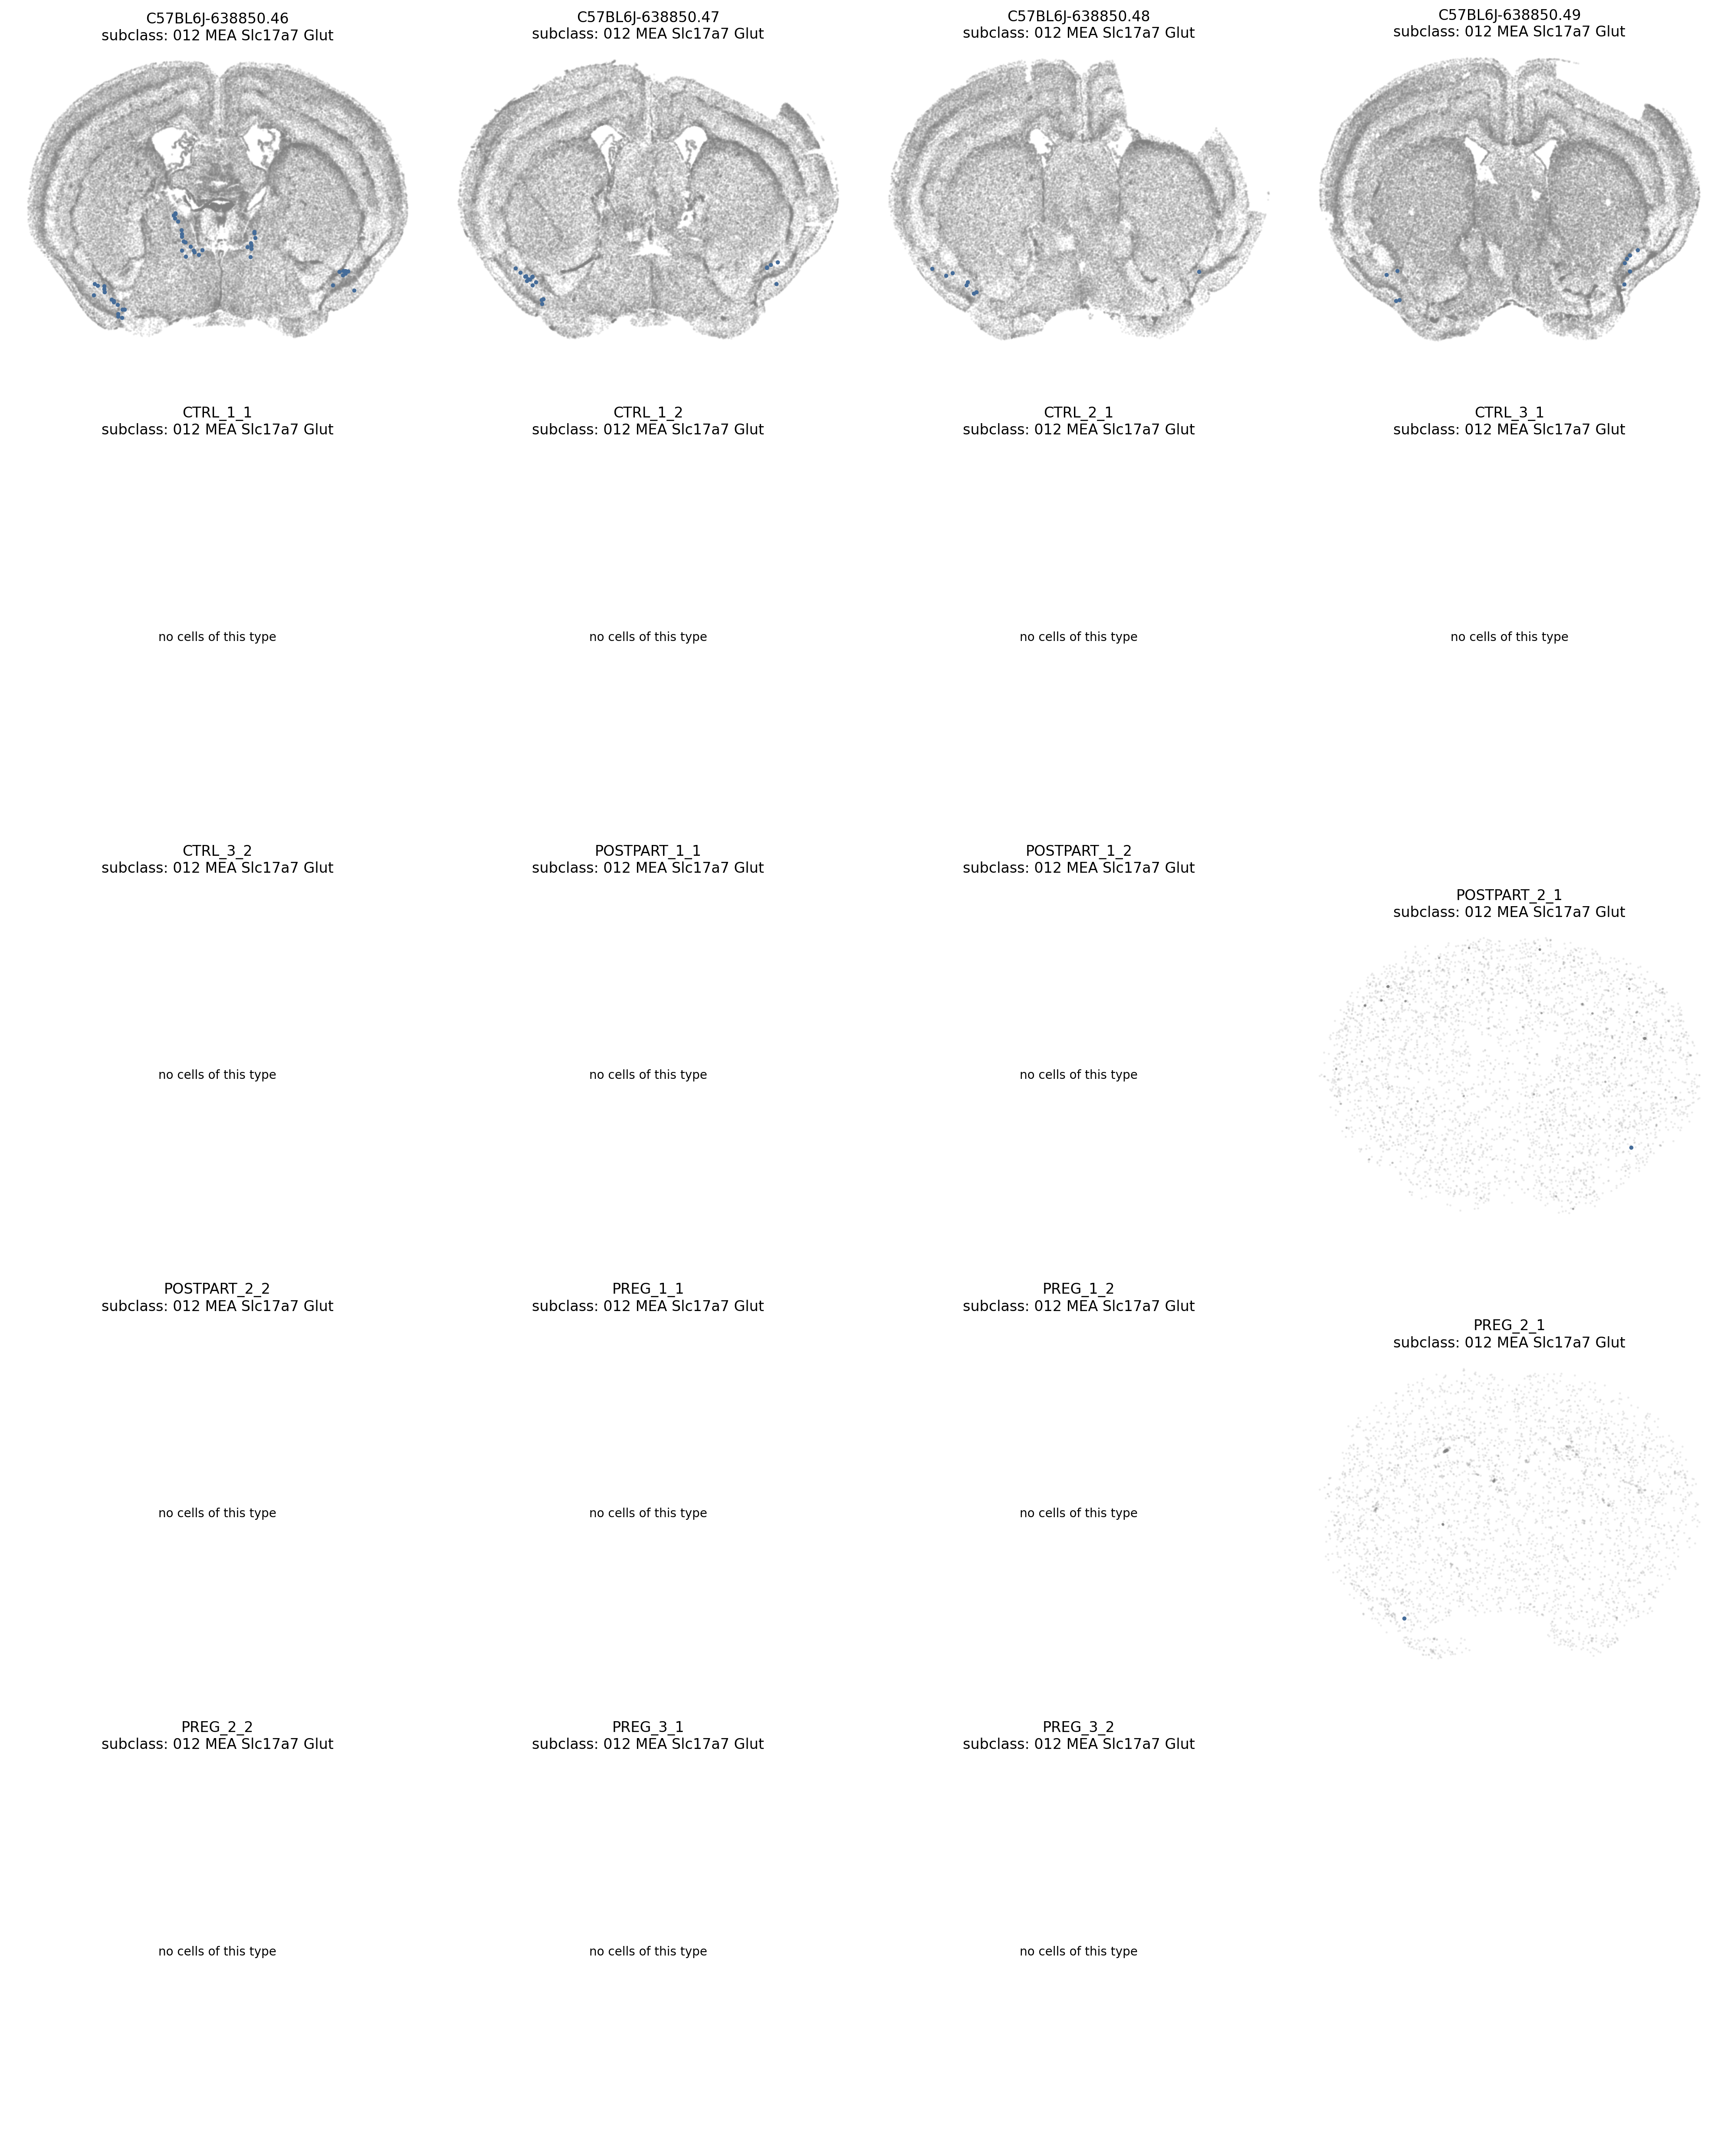 C57BL6J-638850.46
subclass: 012 MEA Slc17a7 Glut
C57BL6J-638850.47
subclass: 012 MEA Slc17a7 Glut
C57BL6J-638850.48
subclass: 012 MEA Slc17a7 Glut
C57BL6J-638850.49
subclass: 012 MEA Slc17a7 Glut
CTRL_1_1
subclass: 012 MEA Slc17a7 Glut
no cells of this type
CTRL_1_2
subclass: 012 MEA Slc17a7 Glut
no cells of this type
CTRL_2_1
subclass: 012 MEA Slc17a7 Glut
no cells of this type
CTRL_3_1
subclass: 012 MEA Slc17a7 Glut
no cells of this type
CTRL_3_2
subclass: 012 MEA Slc17a7 Glut
no cells of this type
POSTPART_1_1
subclass: 012 MEA Slc17a7 Glut
no cells of this type
POSTPART_1_2
subclass: 012 MEA Slc17a7 Glut
no cells of this type
POSTPART_2_1
subclass: 012 MEA Slc17a7 Glut
POSTPART_2_2
subclass: 012 MEA Slc17a7 Glut
no cells of this type
PREG_1_1
subclass: 012 MEA Slc17a7 Glut
no cells of this type
PREG_1_2
subclass: 012 MEA Slc17a7 Glut
no cells of this type
PREG_2_1
subclass: 012 MEA Slc17a7 Glut
PREG_2_2
subclass: 012 MEA Slc17a7 Glut
no cells of this type
PREG_3_1
subclass: 012 MEA Slc17a7 Glut
no cells of this type
PREG_3_2
subclass: 012 MEA Slc17a7 Glut
no cells of this type